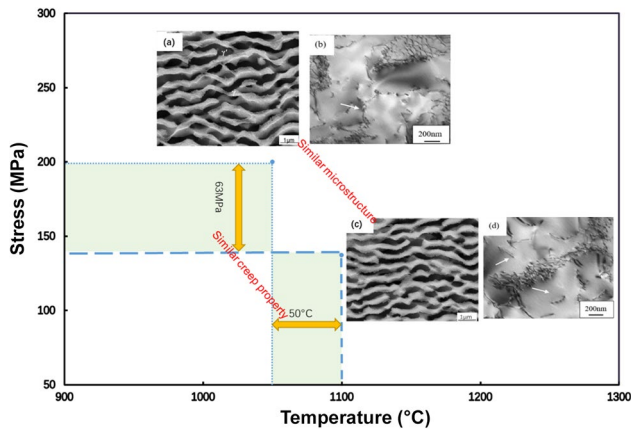 300
250
200
150
100
50
900
1000
1100
1200
1300
Stress (MPa)
Temperature (°C)
(a)
γ'
1μm
(b)
200nm
Similar microstructure
63MPa
Similar creep property
50°C
(c)
1μm
(d)
200nm